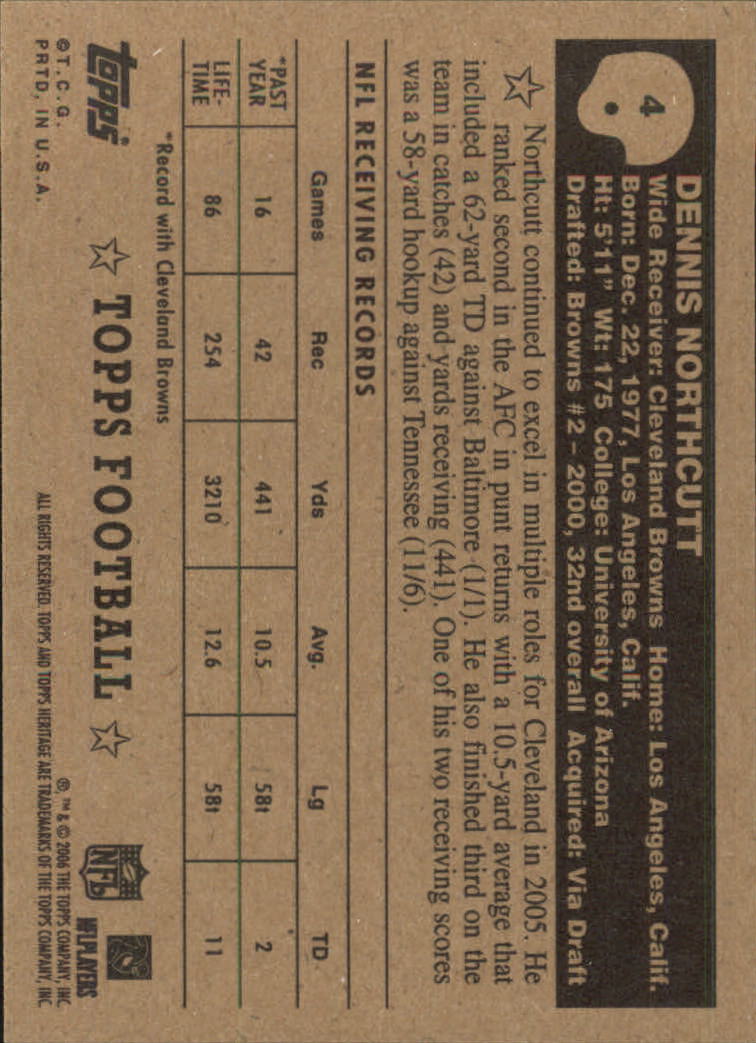 4
DENNIS NORTHCUTT
Wide Receiver: Cleveland Browns Home: Los Angeles, Calif.
Born: Dec. 22, 1977, Los Angeles, Calif.
Ht: 5'11" Wt: 175 College: University of Arizona
Drafted: Browns #2 - 2000, 32nd overall Acquired: Via Draft
Northcutt continued to excel in multiple roles for Cleveland in 2005. He
ranked second in the AFC in punt returns with a 10.5-yard average that
included a 62-yard TD against Baltimore (1/1). He also finished third on the
team in catches (42) and yards receiving (441). One of his two receiving scores
was a 58-yard hookup against Tennessee (11/6).
NFL RECEIVING RECORDS
Games Rec Yds Avg. Lg TD
*PAST YEAR 16 42 441 10.5 58t 2
LIFE-TIME 86 254 3210 12.6 58t 11
*Record with Cleveland Browns
topps
©T.C.G.
PRTD. IN U.S.A.
TOPPS FOOTBALL
NFL
NFLPLAYERS
®, ™ & © 2006 THE TOPPS COMPANY, INC.
ALL RIGHTS RESERVED. TOPPS AND TOPPS HERITAGE ARE TRADEMARKS OF THE TOPPS COMPANY, INC.